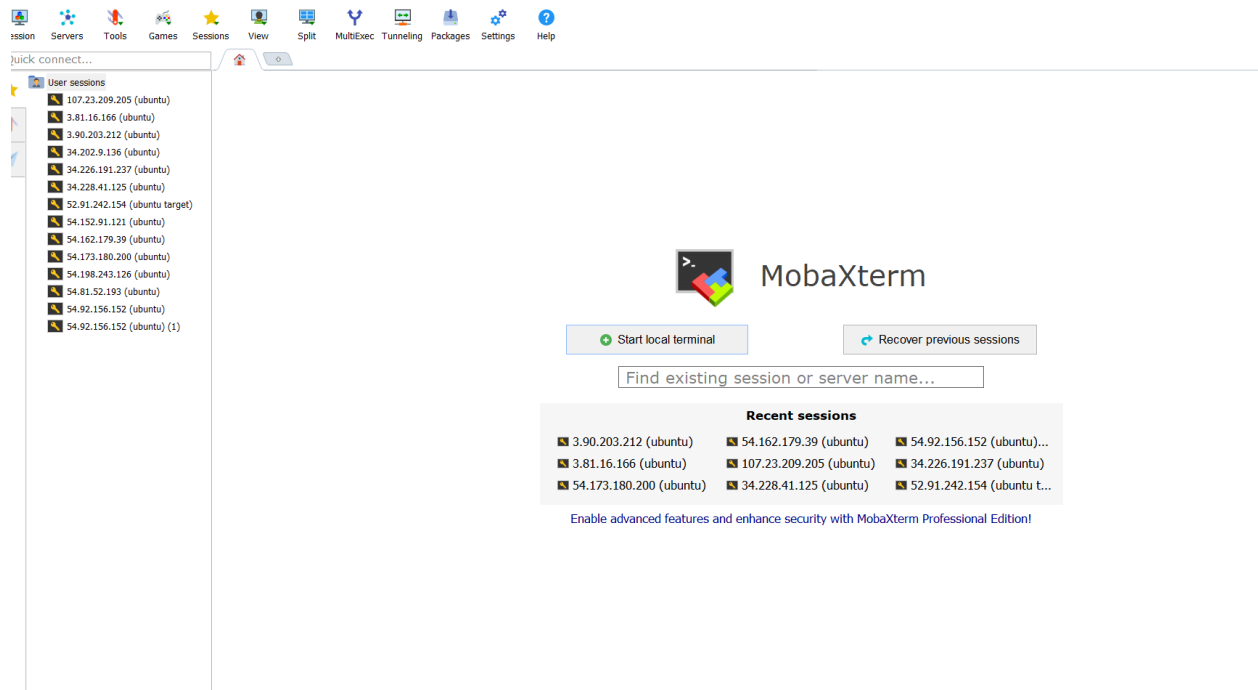 ession Servers Tools Games Sessions View Split MultiExec Tunneling Packages Settings Help
Quick connect...
User sessions
107.23.209.205 (ubuntu)
3.81.16.166 (ubuntu)
3.90.203.212 (ubuntu)
34.202.9.136 (ubuntu)
34.226.191.237 (ubuntu)
34.228.41.125 (ubuntu)
52.91.242.154 (ubuntu target)
54.152.91.121 (ubuntu)
54.162.179.39 (ubuntu)
54.173.180.200 (ubuntu)
54.198.243.126 (ubuntu)
54.81.52.193 (ubuntu)
54.92.156.152 (ubuntu)
54.92.156.152 (ubuntu) (1)
>_
MobaXterm
Start local terminal Recover previous sessions
Find existing session or server name...
Recent sessions
3.90.203.212 (ubuntu) 54.162.179.39 (ubuntu) 54.92.156.152 (ubuntu)...
3.81.16.166 (ubuntu) 107.23.209.205 (ubuntu) 34.226.191.237 (ubuntu)
54.173.180.200 (ubuntu) 34.228.41.125 (ubuntu) 52.91.242.154 (ubuntu t...
Enable advanced features and enhance security with MobaXterm Professional Edition!